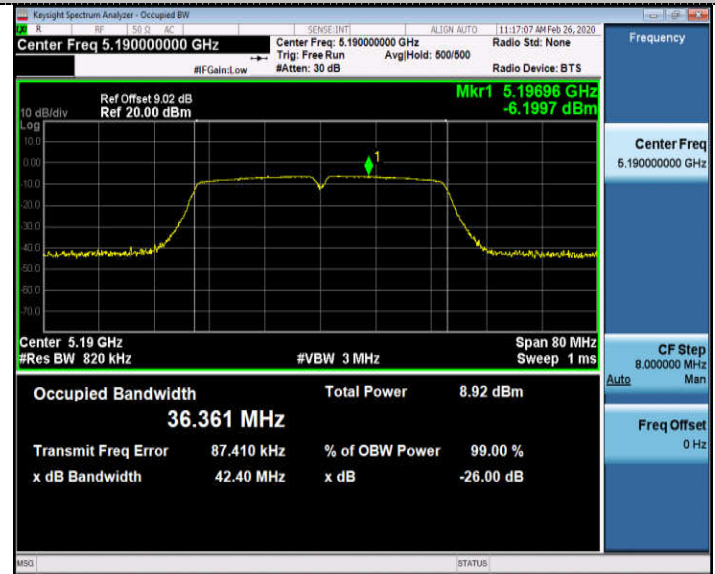 Keysight Spectrum Analyzer - Occupied BW
LXI R RF 50 Ω AC SENSE:INT ALIGN AUTO 11:17:07 AM Feb 26, 2020
Center Freq 5.190000000 GHz
Center Freq: 5.190000000 GHz Radio Std: None
Trig: Free Run Avg|Hold: 500/500
#IFGain:Low #Atten: 30 dB Radio Device: BTS
Mkr1 5.19696 GHz
-6.1997 dBm
Ref Offset 9.02 dB
10 dB/div Ref 20.00 dBm
Log
10.0
0.00
-10.0
-20.0
-30.0
-40.0
-50.0
-60.0
-70.0
1
Center 5.19 GHz Span 80 MHz
#Res BW 820 kHz #VBW 3 MHz Sweep 1 ms
Occupied Bandwidth Total Power 8.92 dBm
36.361 MHz
Transmit Freq Error 87.410 kHz % of OBW Power 99.00 %
x dB Bandwidth 42.40 MHz x dB -26.00 dB
MSG STATUS
Frequency
Center Freq
5.190000000 GHz
CF Step
8.000000 MHz
Auto Man
Freq Offset
0 Hz